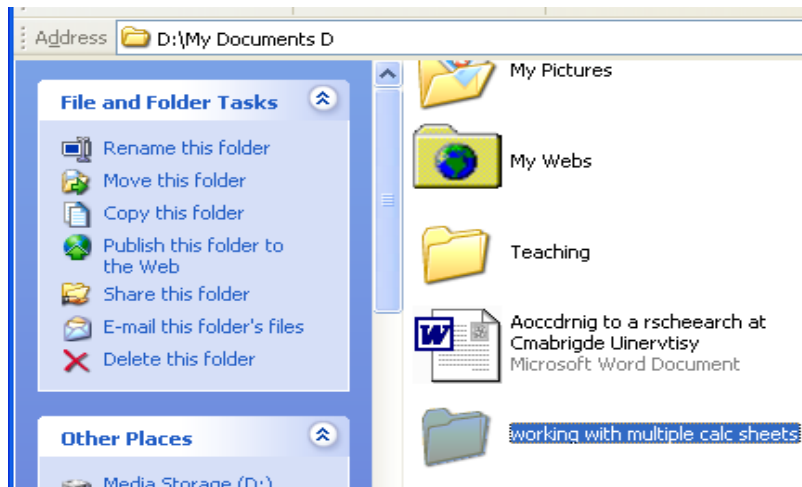 Address D:\My Documents D
File and Folder Tasks
Rename this folder
Move this folder
Copy this folder
Publish this folder to
the Web
Share this folder
E-mail this folder's files
Delete this folder
Other Places
Media Storage (D:)
My Pictures
My Webs
Teaching
Aoccdrnig to a rscheearch at
Cmabrigde Uinervtisy
Microsoft Word Document
working with multiple calc sheets